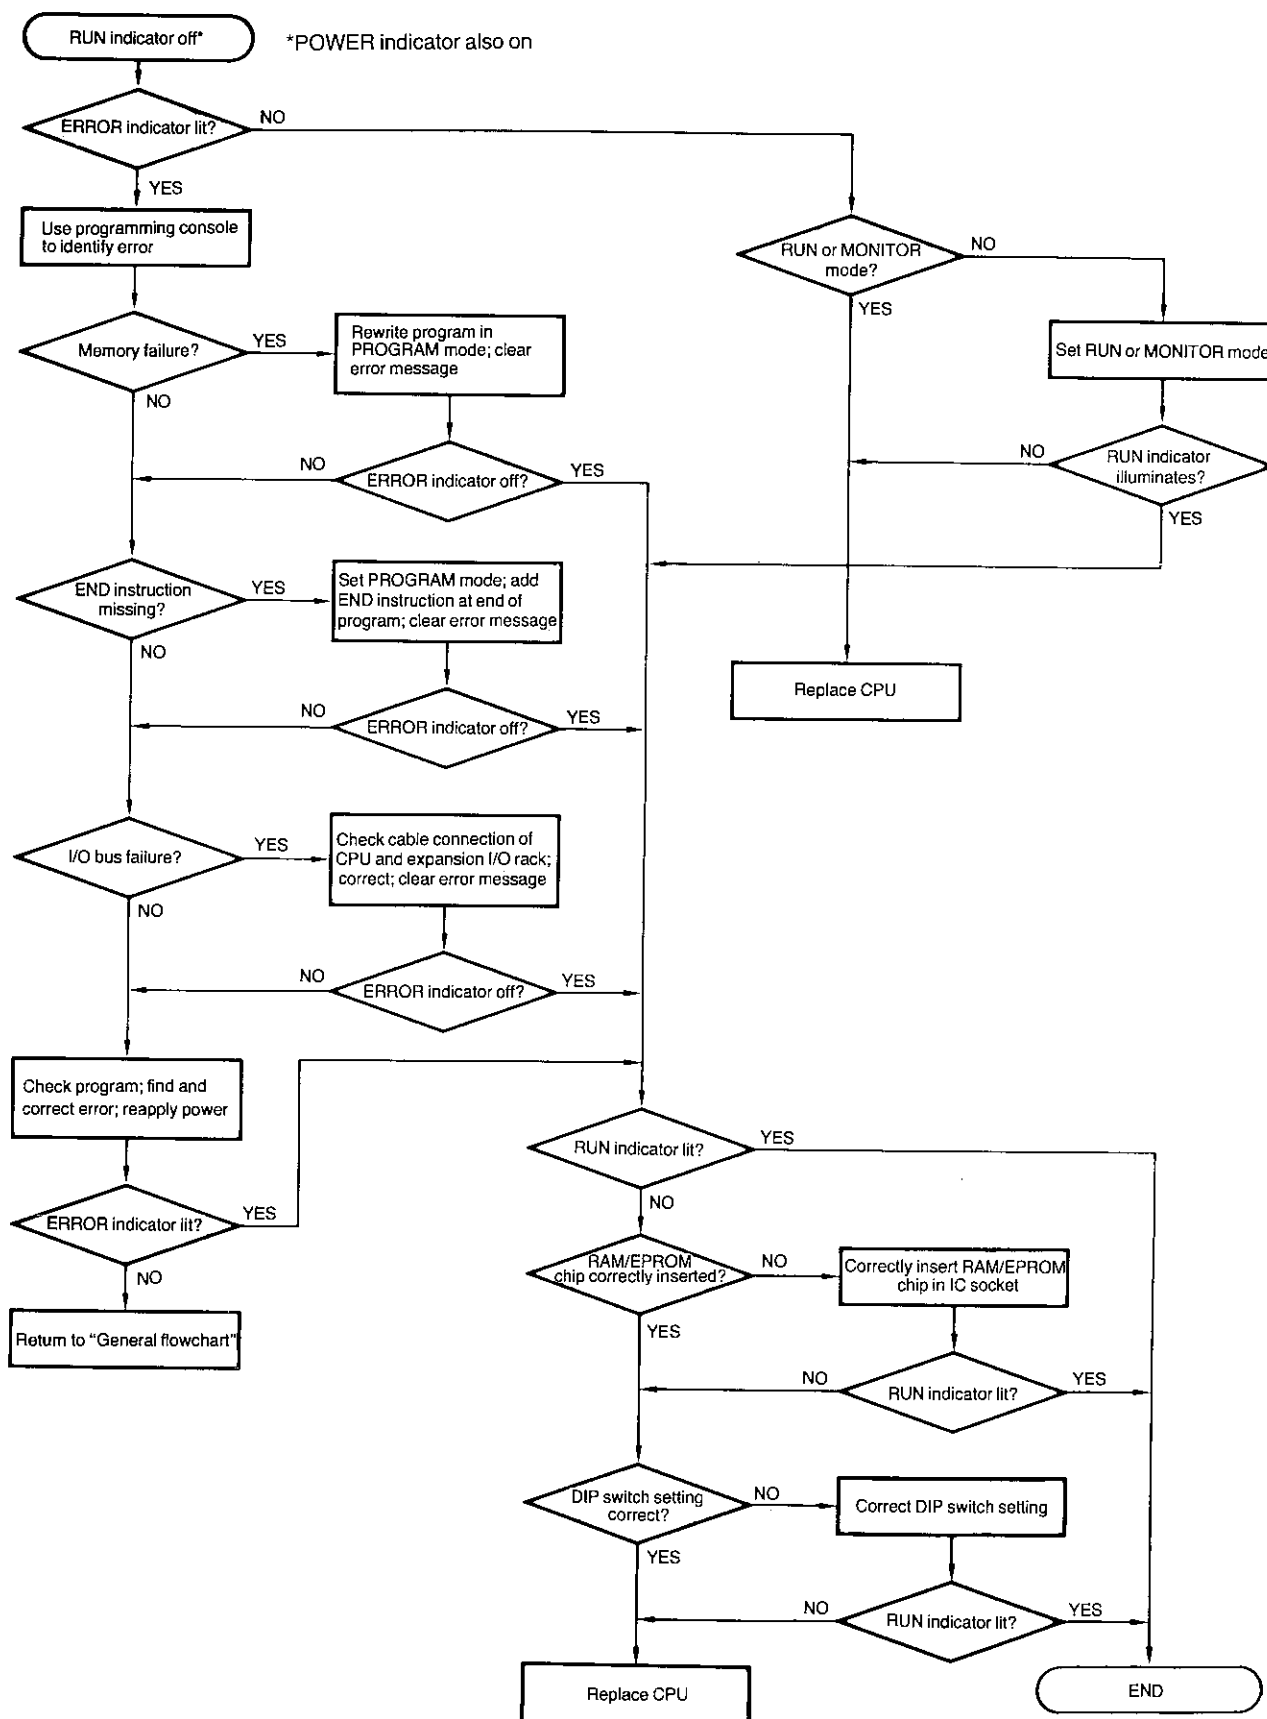 RUN indicator off*
*POWER indicator also on
ERROR indicator lit?
NO
YES
Use programming console
to identify error
RUN or MONITOR
mode?
NO
YES
Set RUN or MONITOR mode
RUN indicator
illuminates?
NO
YES
Memory failure?
YES
NO
Rewrite program in
PROGRAM mode; clear
error message
ERROR indicator off?
NO
YES
END instruction
missing?
YES
NO
Set PROGRAM mode; add
END instruction at end of
program; clear error message
ERROR indicator off?
NO
YES
Replace CPU
I/O bus failure?
YES
NO
Check cable connection of
CPU and expansion I/O rack;
correct; clear error message
ERROR indicator off?
NO
YES
Check program; find and
correct error; reapply power
ERROR indicator lit?
YES
NO
Return to “General flowchart”
RUN indicator lit?
YES
NO
RAM/EPROM
chip correctly inserted?
NO
YES
Correctly insert RAM/EPROM
chip in IC socket
RUN indicator lit?
NO
YES
DIP switch setting
correct?
NO
YES
Correct DIP switch setting
RUN indicator lit?
NO
YES
Replace CPU
END